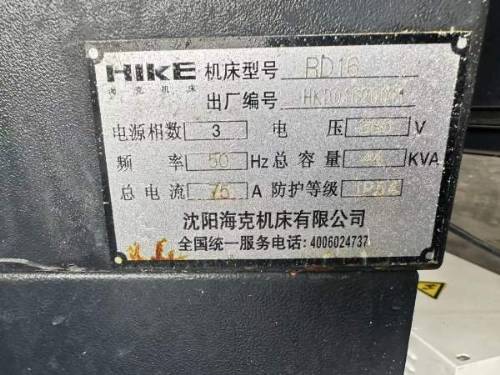 HIKE 机床型号 RD16
海克机床 出厂编号
电源相数 3 电压 V
频率 50 Hz 总容量 KVA
总电流 75 A 防护等级 IP54
沈阳海克机床有限公司
全国统一服务电话:4006024737